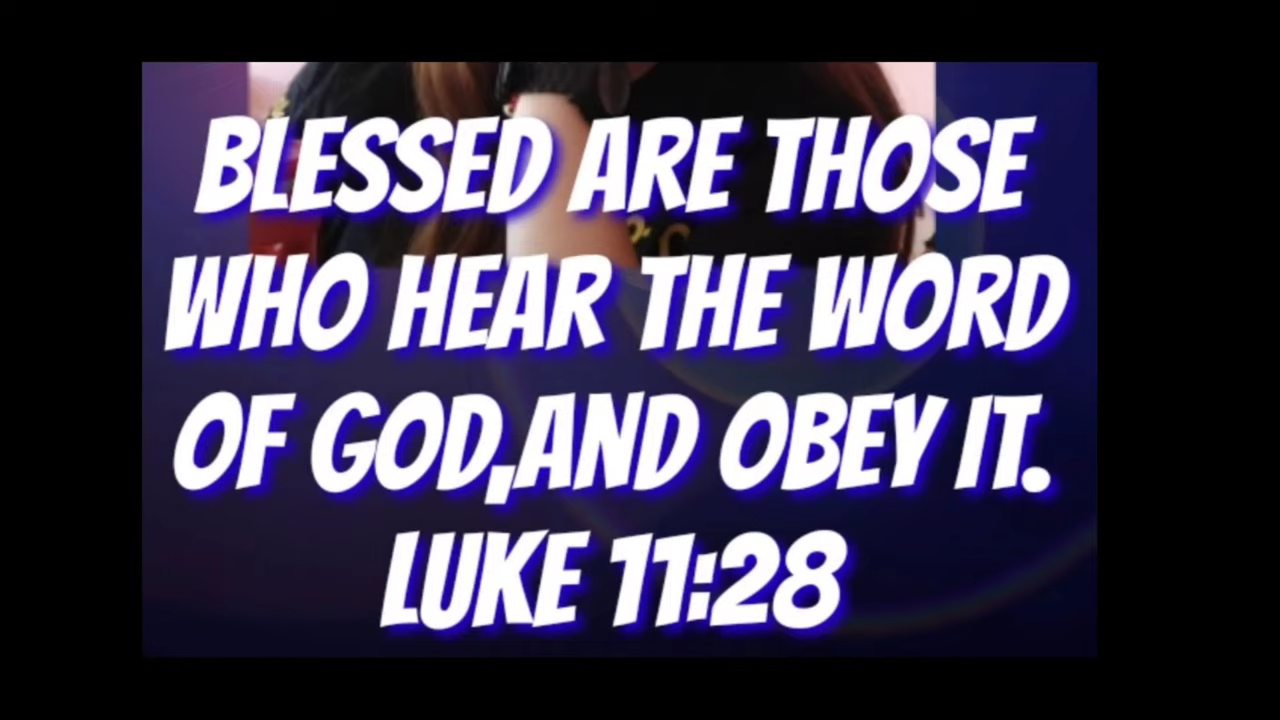 BLESSED ARE THOSE
WHO HEAR THE WORD
OF GOD,AND OBEY IT.
LUKE 11:28